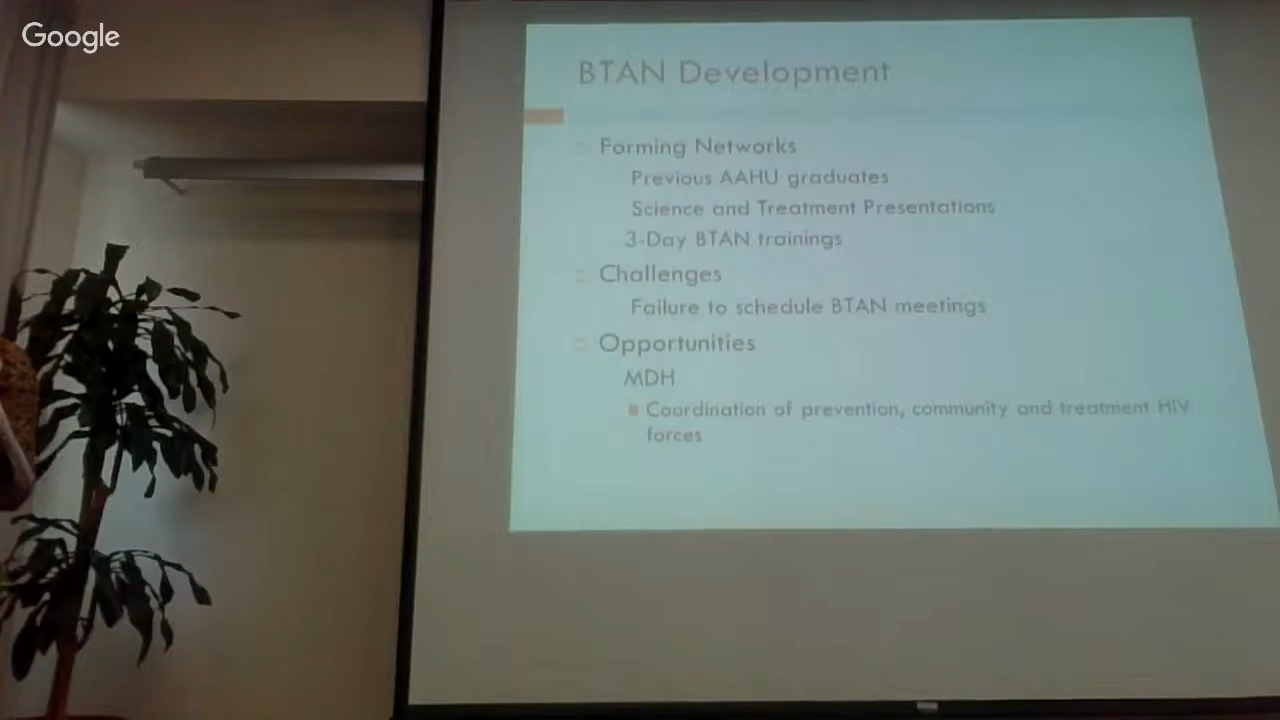 Google
BTAN Development
Forming Networks
Previous AAHU graduates
Science and Treatment Presentations
3-Day BTAN trainings
Challenges
Failure to schedule BTAN meetings
Opportunities
MDH
Coordination of prevention, community and treatment HIV
forces